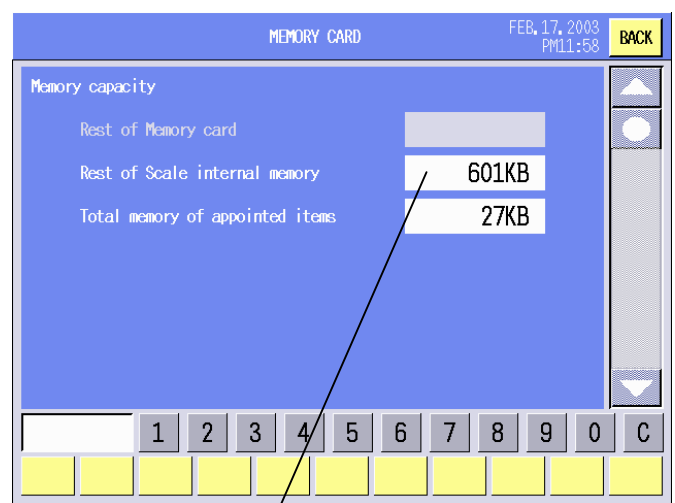 MEMORY CARD
FEB.17.2003
PM11:58
BACK
Memory capacity
Rest of Memory card
Rest of Scale internal memory 601KB
Total memory of appointed items 27KB
1 2 3 4 5 6 7 8 9 0 C